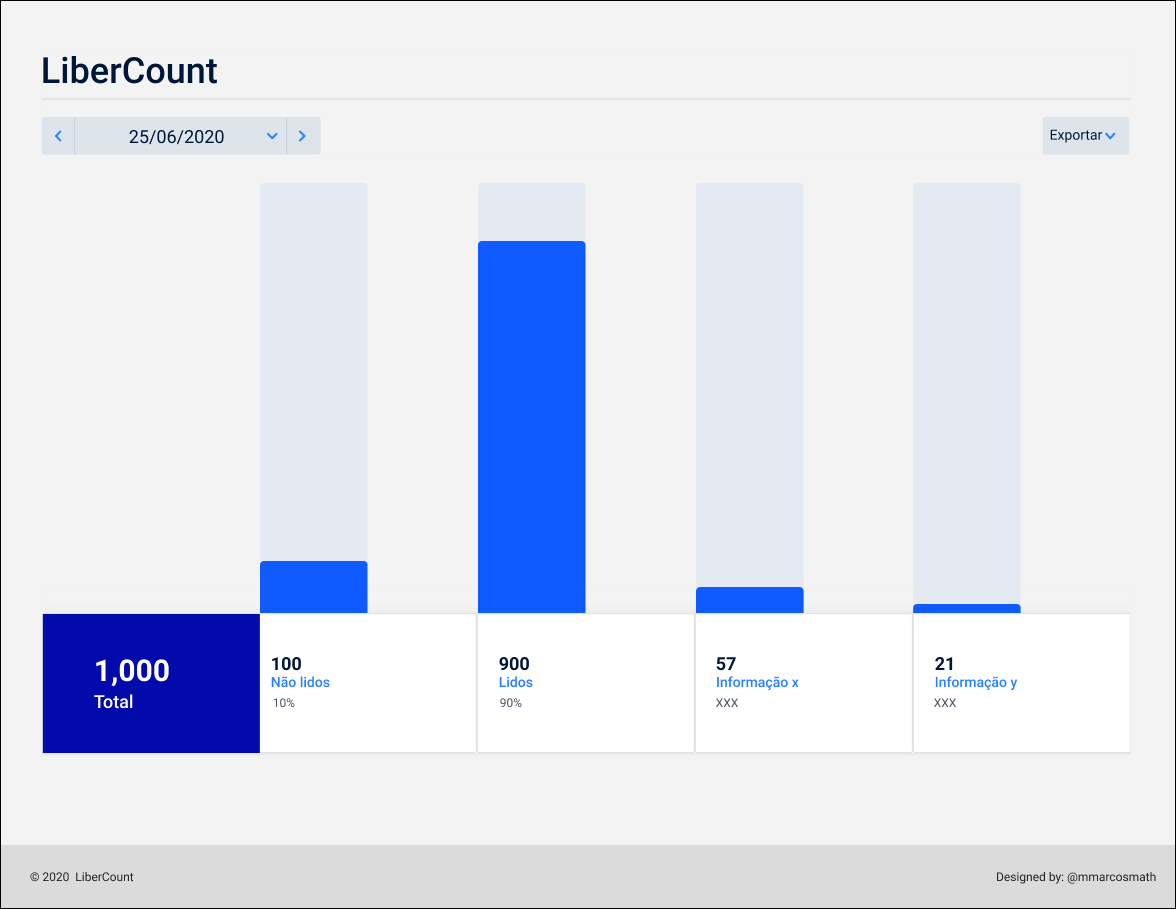 LiberCount
25/06/2020
Exportar
1,000
Total
100
Não lidos
10%
900
Lidos
90%
57
Informação x
XXX
21
Informação y
XXX
© 2020 LiberCount
Designed by: @mmarcosmath